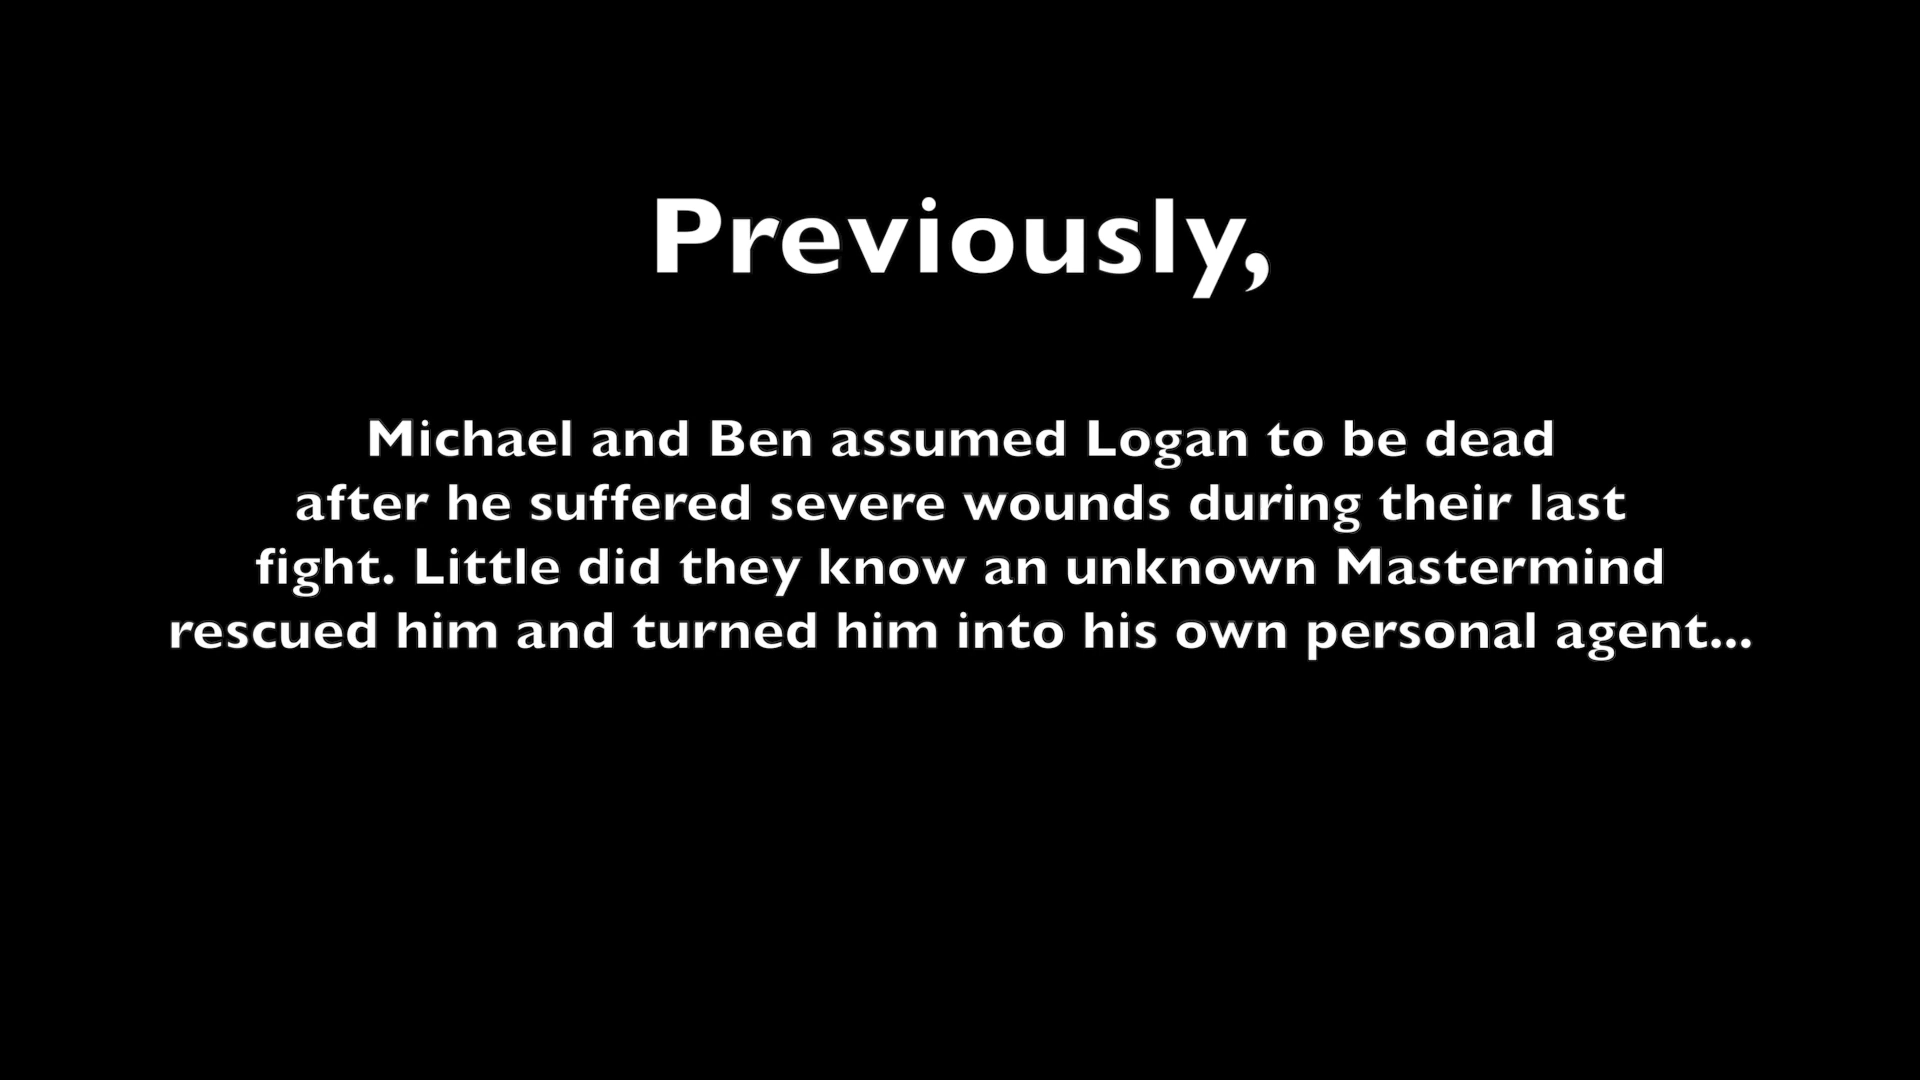 Previously,
Michael and Ben assumed Logan to be dead
after he suffered severe wounds during their last
fight. Little did they know an unknown Mastermind
rescued him and turned him into his own personal agent...